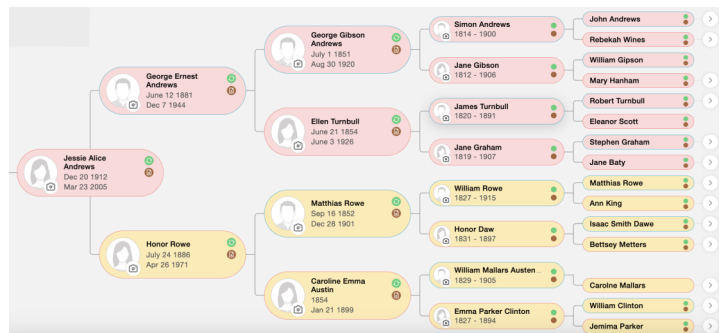 Jessie Alice
Andrews
Dec 20 1912
Mar 23 2005
George Ernest
Andrews
June 12 1881
Dec 7 1944
Honor Rowe
July 24 1886
Apr 26 1971
George Gibson
Andrews
July 1 1851
Aug 30 1920
Ellen Turnbull
June 21 1854
June 3 1926
Matthias Rowe
Sep 16 1852
Dec 28 1901
Caroline Emma
Austin
1854
Jan 21 1899
Simon Andrews
1814 - 1900
Jane Gibson
1812 - 1906
James Turnbull
1820 - 1891
Jane Graham
1819 - 1907
William Rowe
1827 - 1915
Honor Daw
1831 - 1897
William Mallars Austen...
1829 - 1905
Emma Parker Clinton
1827 - 1894
John Andrews
Rebekah Wines
William Gipson
Mary Hanham
Robert Turnbull
Eleanor Scott
Stephen Graham
Jane Baty
Matthias Rowe
Ann King
Isaac Smith Dawe
Bettsey Metters
Carolne Mallars
William Clinton
Jemima Parker